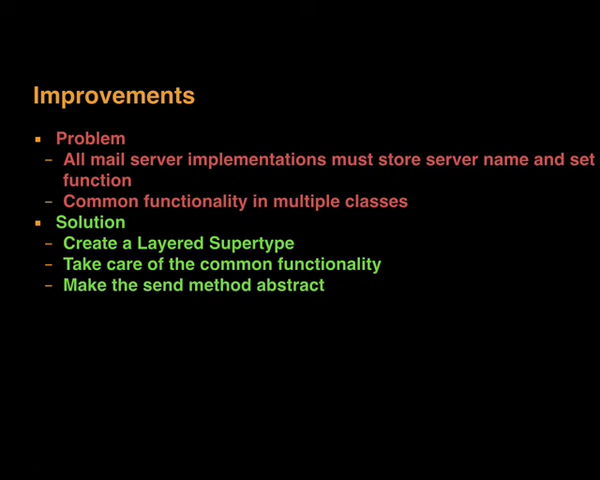 Improvements
Problem
– All mail server implementations must store server name and set
function
– Common functionality in multiple classes
Solution
– Create a Layered Supertype
– Take care of the common functionality
– Make the send method abstract